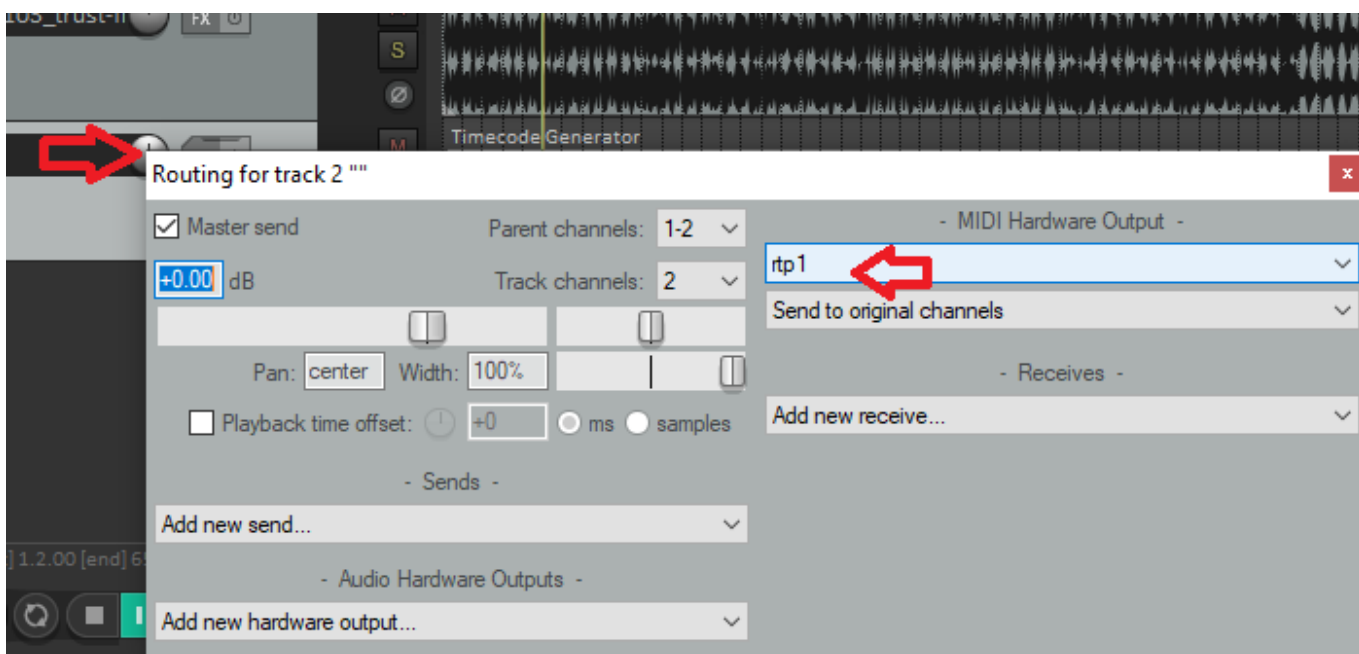 FX
S
M
Timecode Generator
Routing for track 2 ""
x
Master send
Parent channels: 1-2
- MIDI Hardware Output -
+0.00 dB
Track channels: 2
rtp1
Send to original channels
Pan: center Width: 100%
- Receives -
Playback time offset: +0 ms samples
Add new receive...
- Sends -
Add new send...
] 1.2.00 [end] 6
- Audio Hardware Outputs -
Add new hardware output...